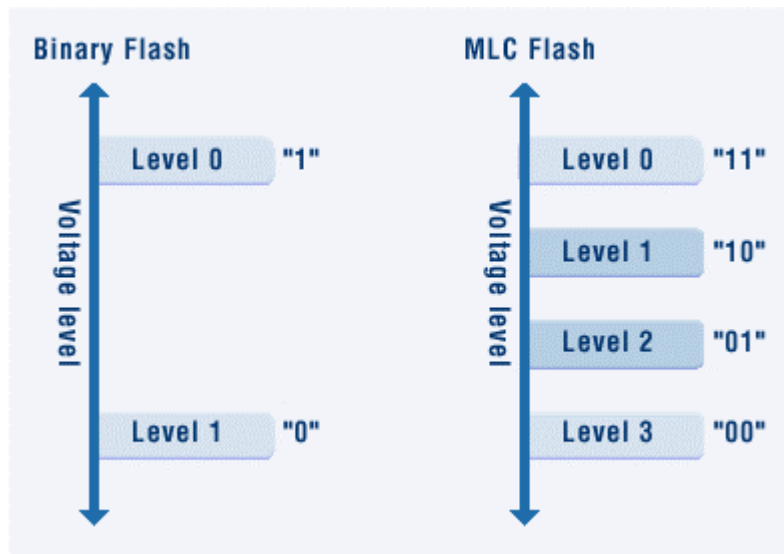 Binary Flash
Voltage level
Level 0 "1"
Level 1 "0"
MLC Flash
Voltage level
Level 0 "11"
Level 1 "10"
Level 2 "01"
Level 3 "00"